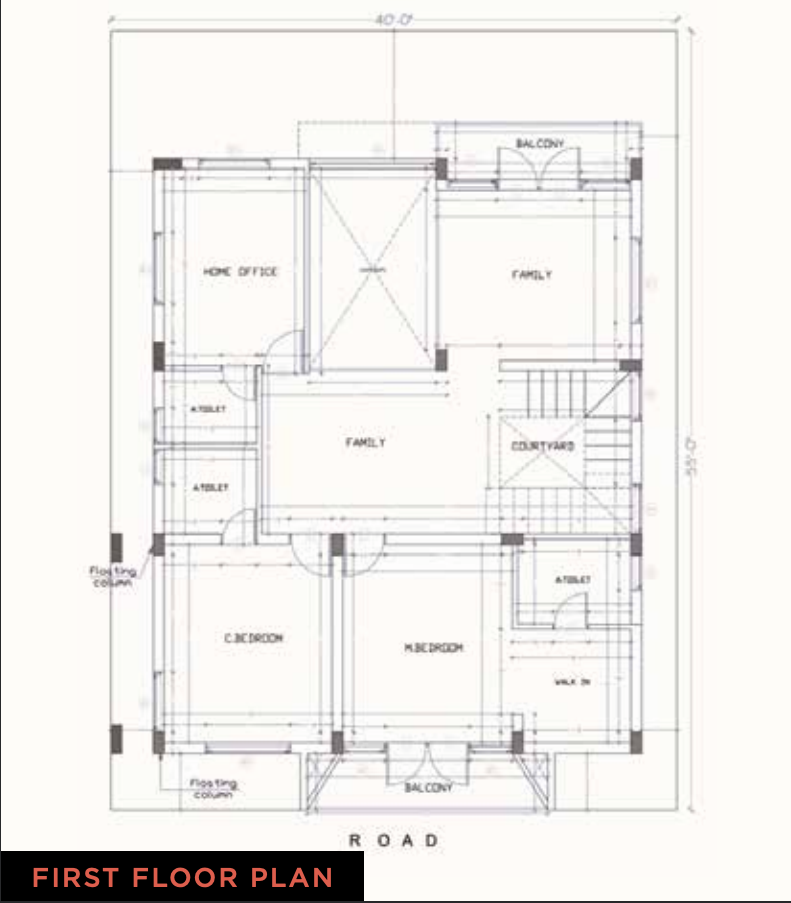 40'-0"
BALCONY
HOME OFFICE
FAMILY
A.TOILET
FAMILY
COURTYARD
55'-0"
A.TOILET
Floating
column
A.TOILET
C.BEDROOM
M.BEDROOM
WALK IN
Floating
column
BALCONY
ROAD
FIRST FLOOR PLAN